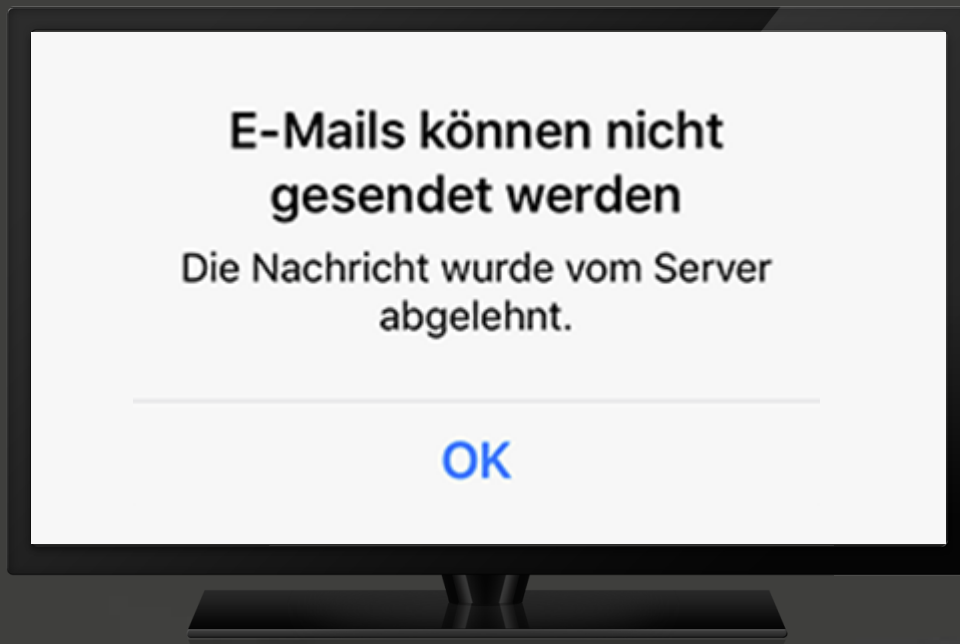 E-Mails können nicht
gesendet werden
Die Nachricht wurde vom Server
abgelehnt.
OK